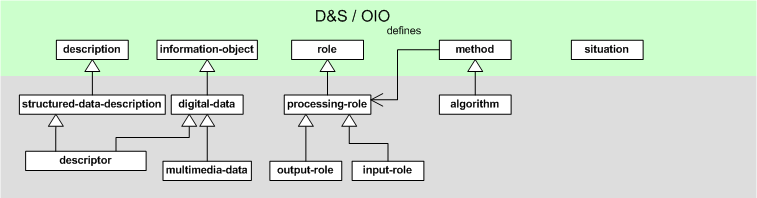 D&S / OIO
defines
description
information-object
role
method
situation
structured-data-description
digital-data
processing-role
algorithm
descriptor
multimedia-data
output-role
input-role